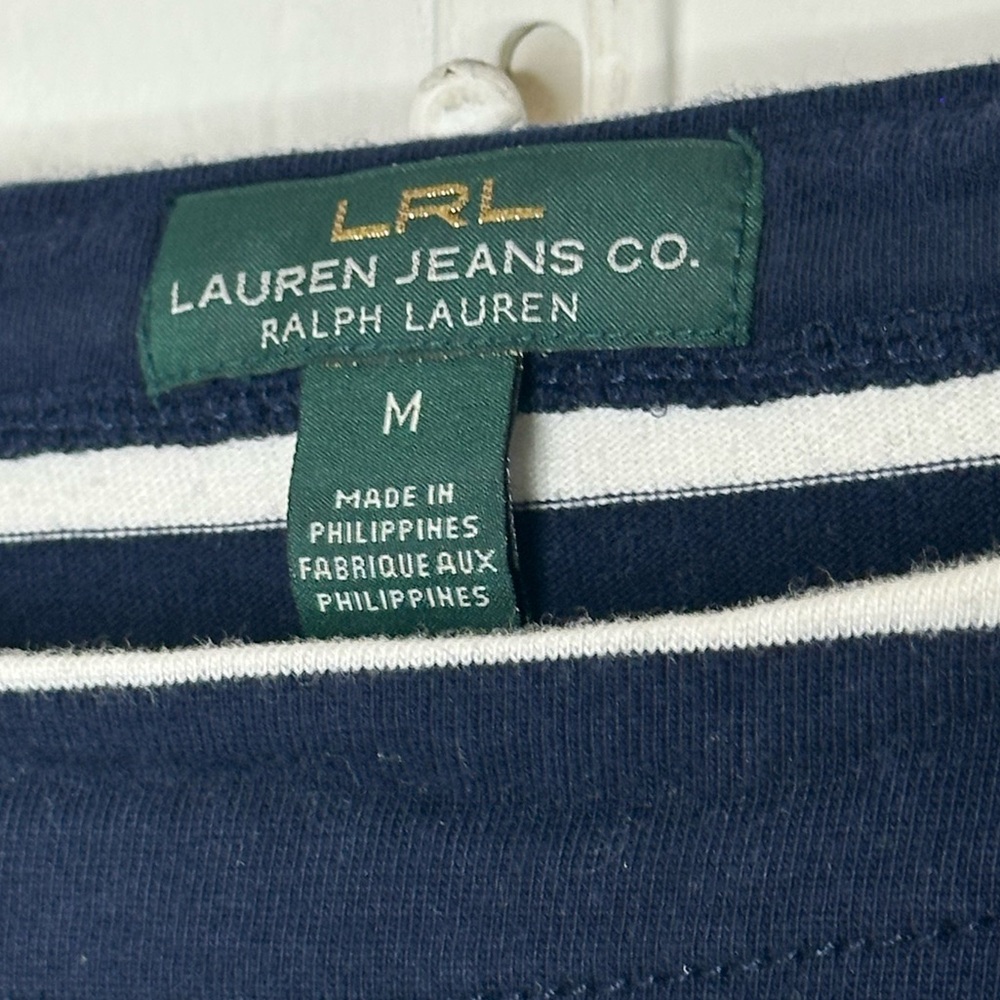 LRL
LAUREN JEANS CO.
RALPH LAUREN
M
MADE IN
PHILIPPINES
FABRIQUE AUX
PHILIPPINES